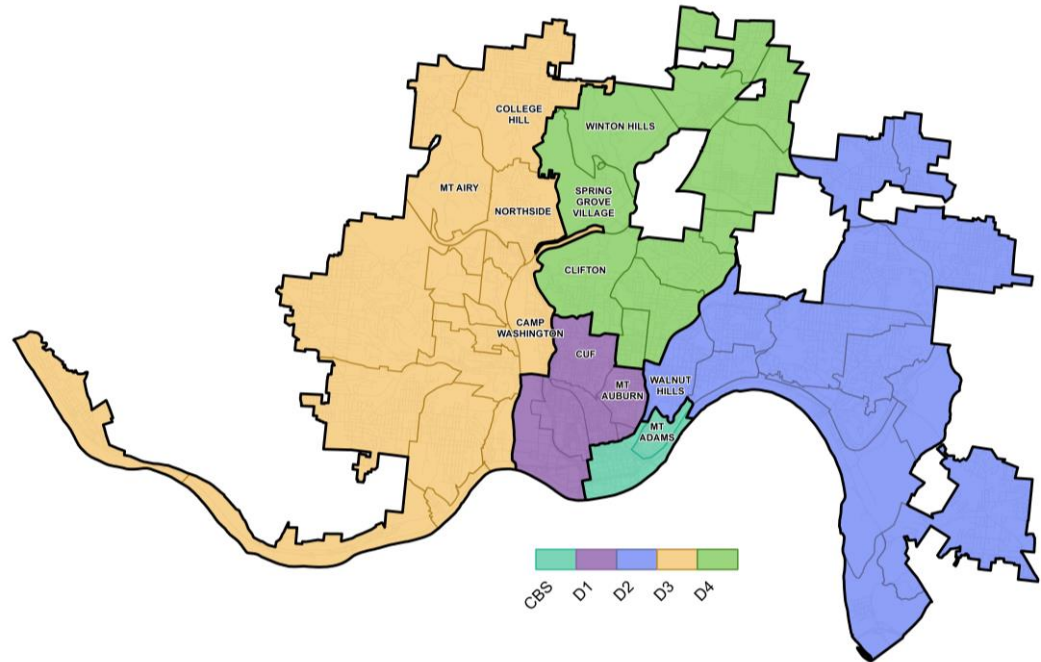 COLLEGE
HILL
WINTON HILLS
MT AIRY
NORTHSIDE
SPRING
GROVE
VILLAGE
CLIFTON
CAMP
WASHINGTON
CUF
MT
AUBURN
WALNUT
HILLS
MT
ADAMS
CBS
D1
D2
D3
D4